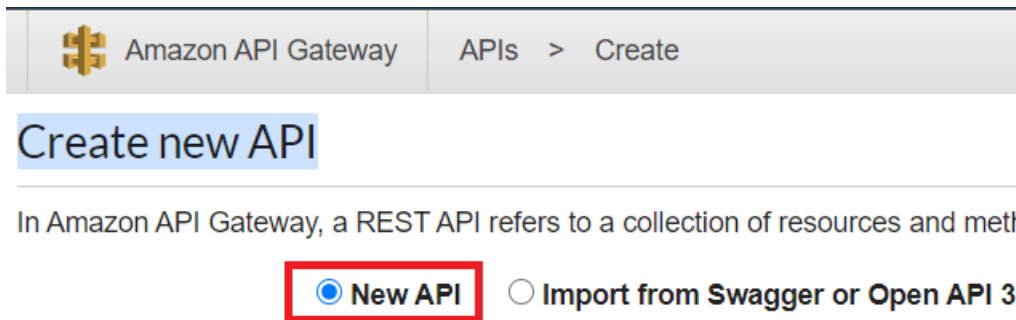 Amazon API Gateway APIs > Create
Create new API
In Amazon API Gateway, a REST API refers to a collection of resources and
New API Import from Swagger or Open API 3